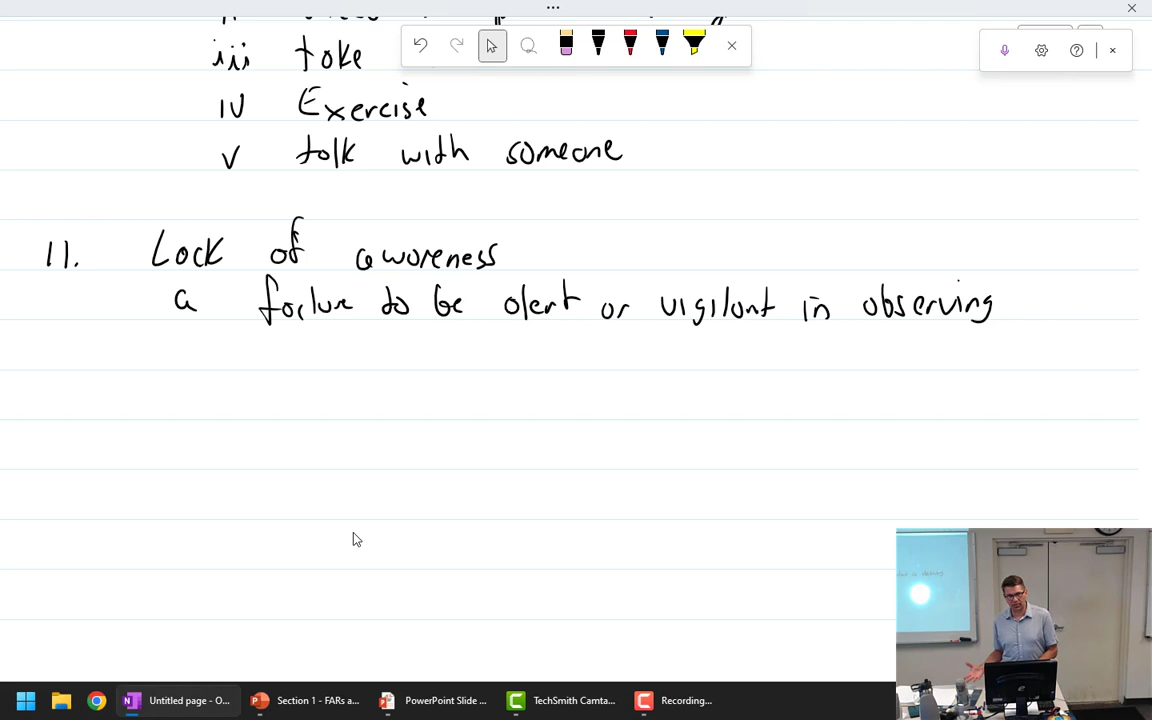 iii take
iv Exercise
v talk with someone
11. Lack of awareness
a failure to be alert or vigilant in observing
Untitled page - O...
Section 1 - FARs a...
PowerPoint Slide ...
TechSmith Camta...
Recording...